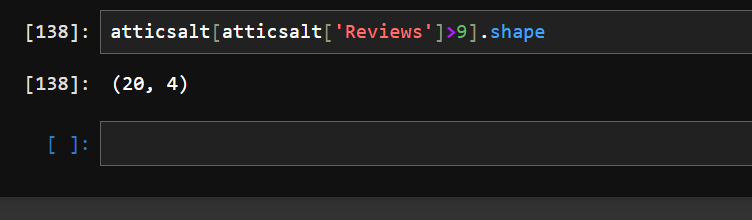 [138]: atticsalt[atticsalt['Reviews']>9].shape
[138]: (20, 4)
[ ]: